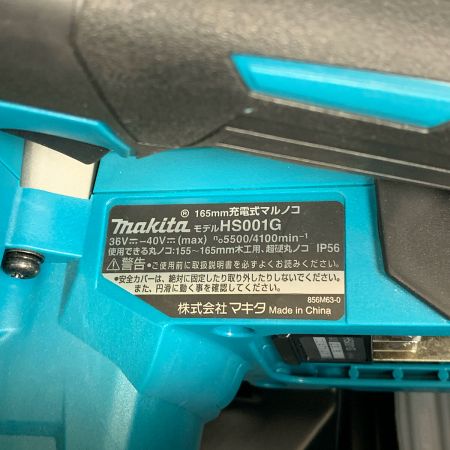 165mm充電式マルノコ
makita® モデル HS001G
36V⎓-40V⎓(max) n₀5500/4100min⁻¹
使用できる丸ノコ:155~165mm木工用、超硬丸ノコ IP56
⚠警告 ●ご使用前に取扱説明書を必ずよくお読みください。
●安全カバーは、絶対に固定したり取り外したりしないでください。
また、円滑に動く事を確認してください。
856M63-0
株式会社マキタ Made in China